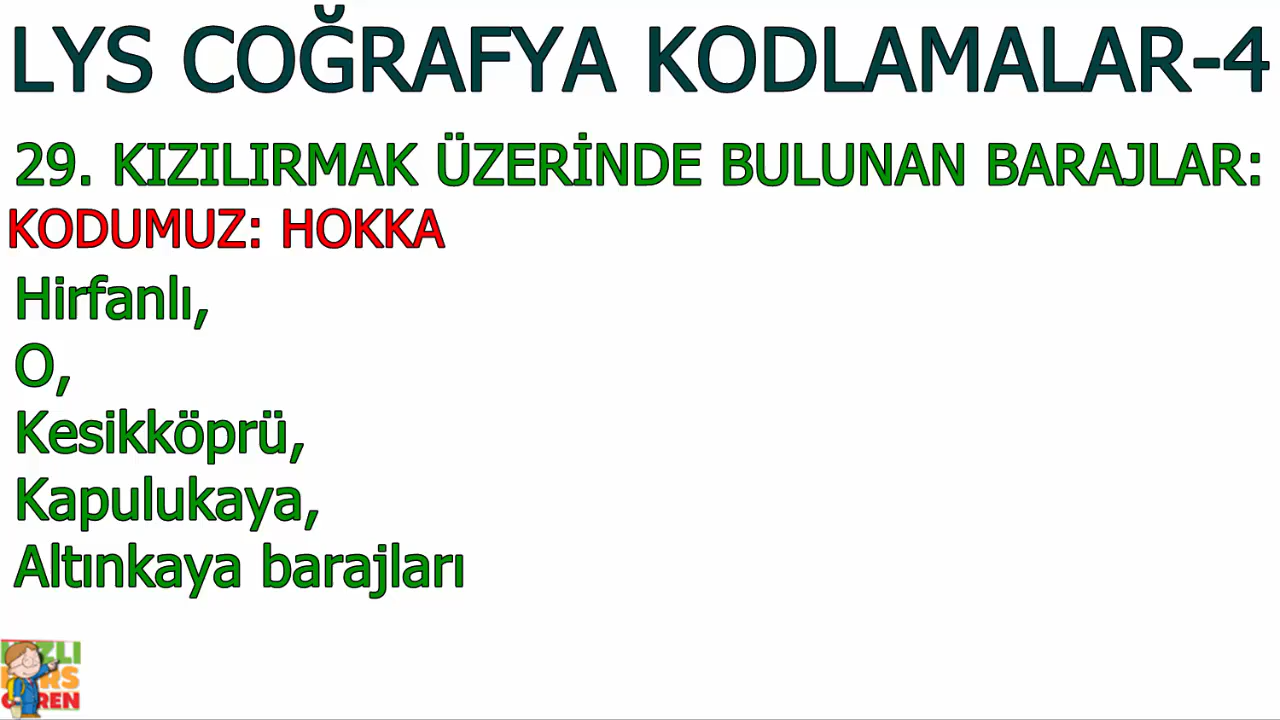 LYS COĞRAFYA KODLAMALAR-4
29. KIZILIRMAK ÜZERİNDE BULUNAN BARAJLAR:
KODUMUZ: HOKKA
Hirfanlı,
O,
Kesikköprü,
Kapulukaya,
Altınkaya barajları